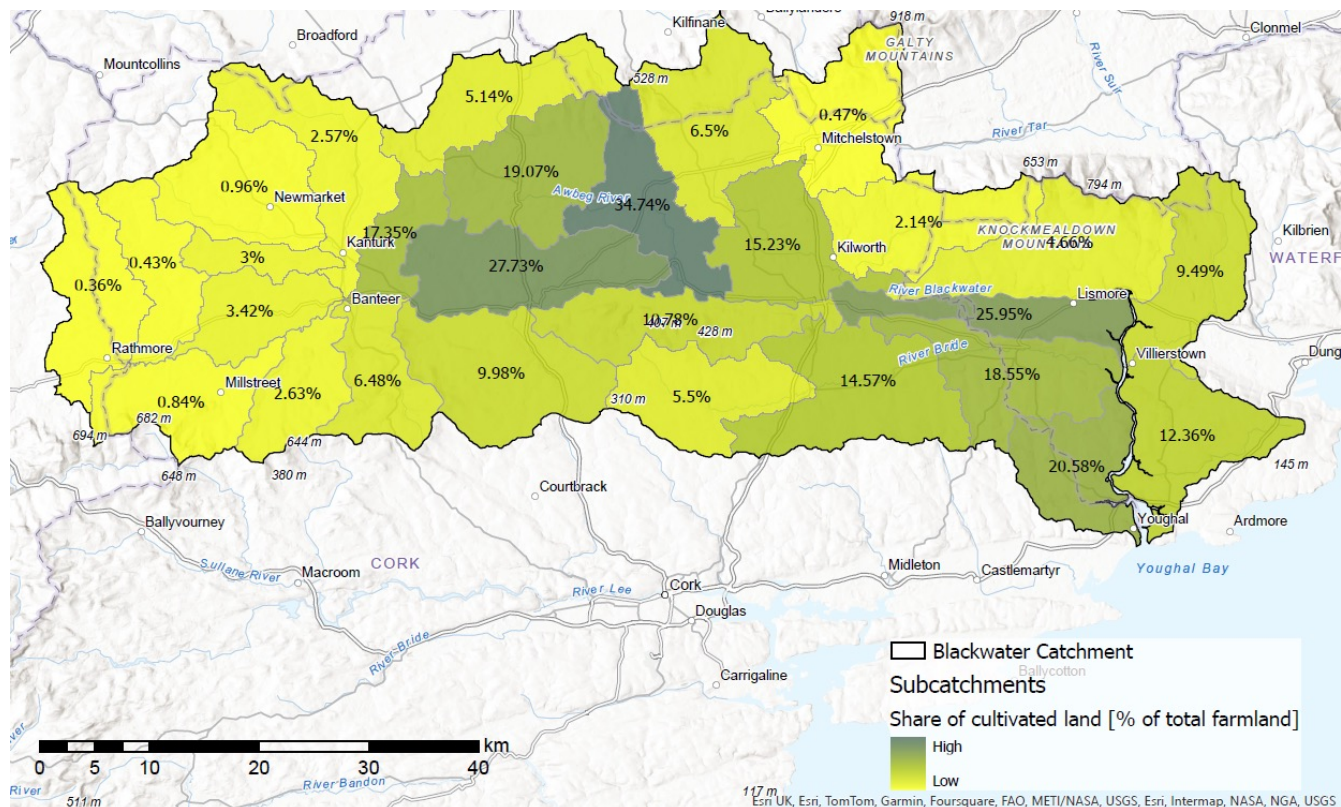 Kilfinane
Ballylanders
918 m
Clonmel
Broadford
GALTY
MOUNTAINS
River Suir
Mountcollins
528 m
5.14%
0.47%
2.57%
6.5%
River Tar
Mitchelstown
653 m
19.07%
794 m
0.96%
Awbeg River
Newmarket
34.74%
2.14%
KNOCKMEALDOWN
MOUNTAINS
4.66%
Kilbrien
17.35%
Kanturk
15.23%
Kilworth
WATERF
0.43%
3%
27.73%
9.49%
0.36%
River Blackwater
Banteer
Lismore
3.42%
10.78%
407 m
428 m
25.95%
River Bride
Rathmore
Villierstown
Dung
9.98%
14.57%
18.55%
6.48%
Millstreet
2.63%
5.5%
0.84%
310 m
682 m
694 m
644 m
12.36%
648 m
380 m
20.58%
145 m
Courtbrack
Ballyvourney
Youghal
Ardmore
Sullane River
CORK
Macroom
Midleton
Castlemartyr
Youghal Bay
River Lee
Cork
Douglas
River Bride
Carrigaline
Blackwater Catchment
Ballycotton
Subcatchments
Share of cultivated land [% of total farmland]
High
Low
km
0 5 10 20 30 40
River Bandon
River
511 m
117 m
Esri UK, Esri, TomTom, Garmin, Foursquare, FAO, METI/NASA, USGS, Esri, Intermap, NASA, NGA, USGS